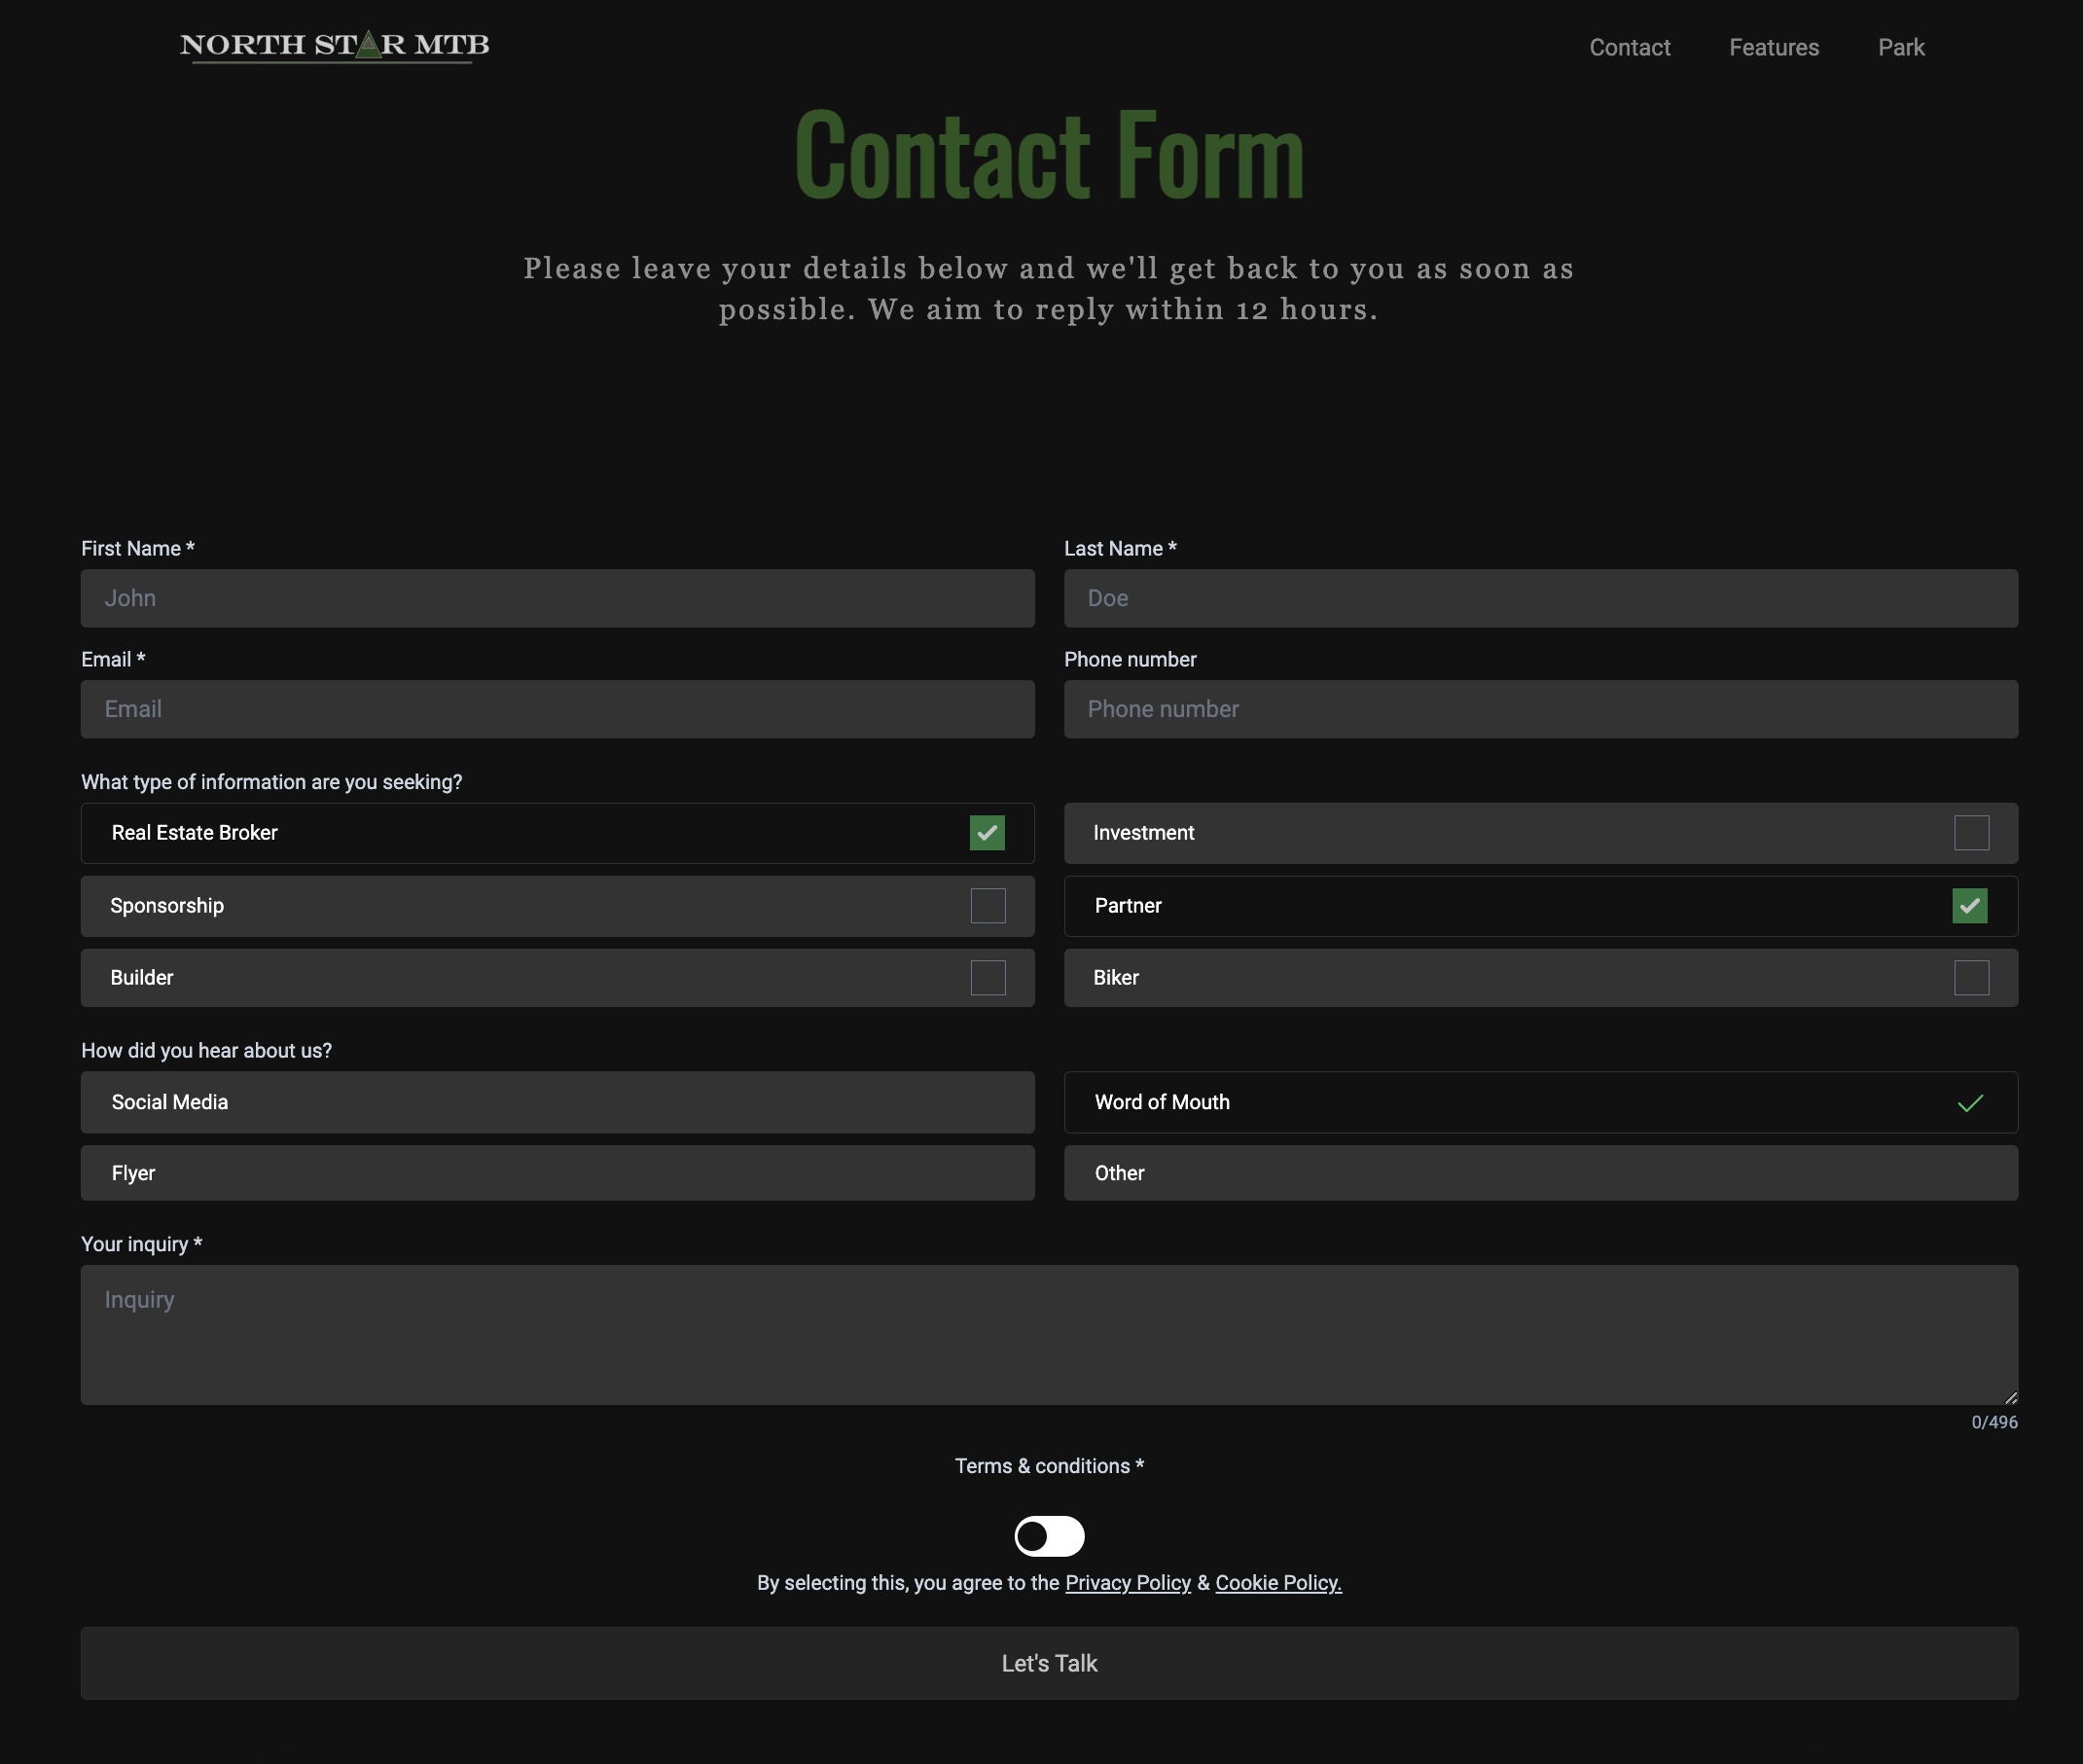 NORTH STAR MTB
Contact Features Park
Contact Form
Please leave your details below and we'll get back to you as soon as
possible. We aim to reply within 12 hours.
First Name * Last Name *
John Doe
Email * Phone number
Email Phone number
What type of information are you seeking?
Real Estate Broker Investment
Sponsorship Partner
Builder Biker
How did you hear about us?
Social Media Word of Mouth
Flyer Other
Your inquiry *
Inquiry
0/496
Terms & conditions *
By selecting this, you agree to the Privacy Policy & Cookie Policy.
Let's Talk